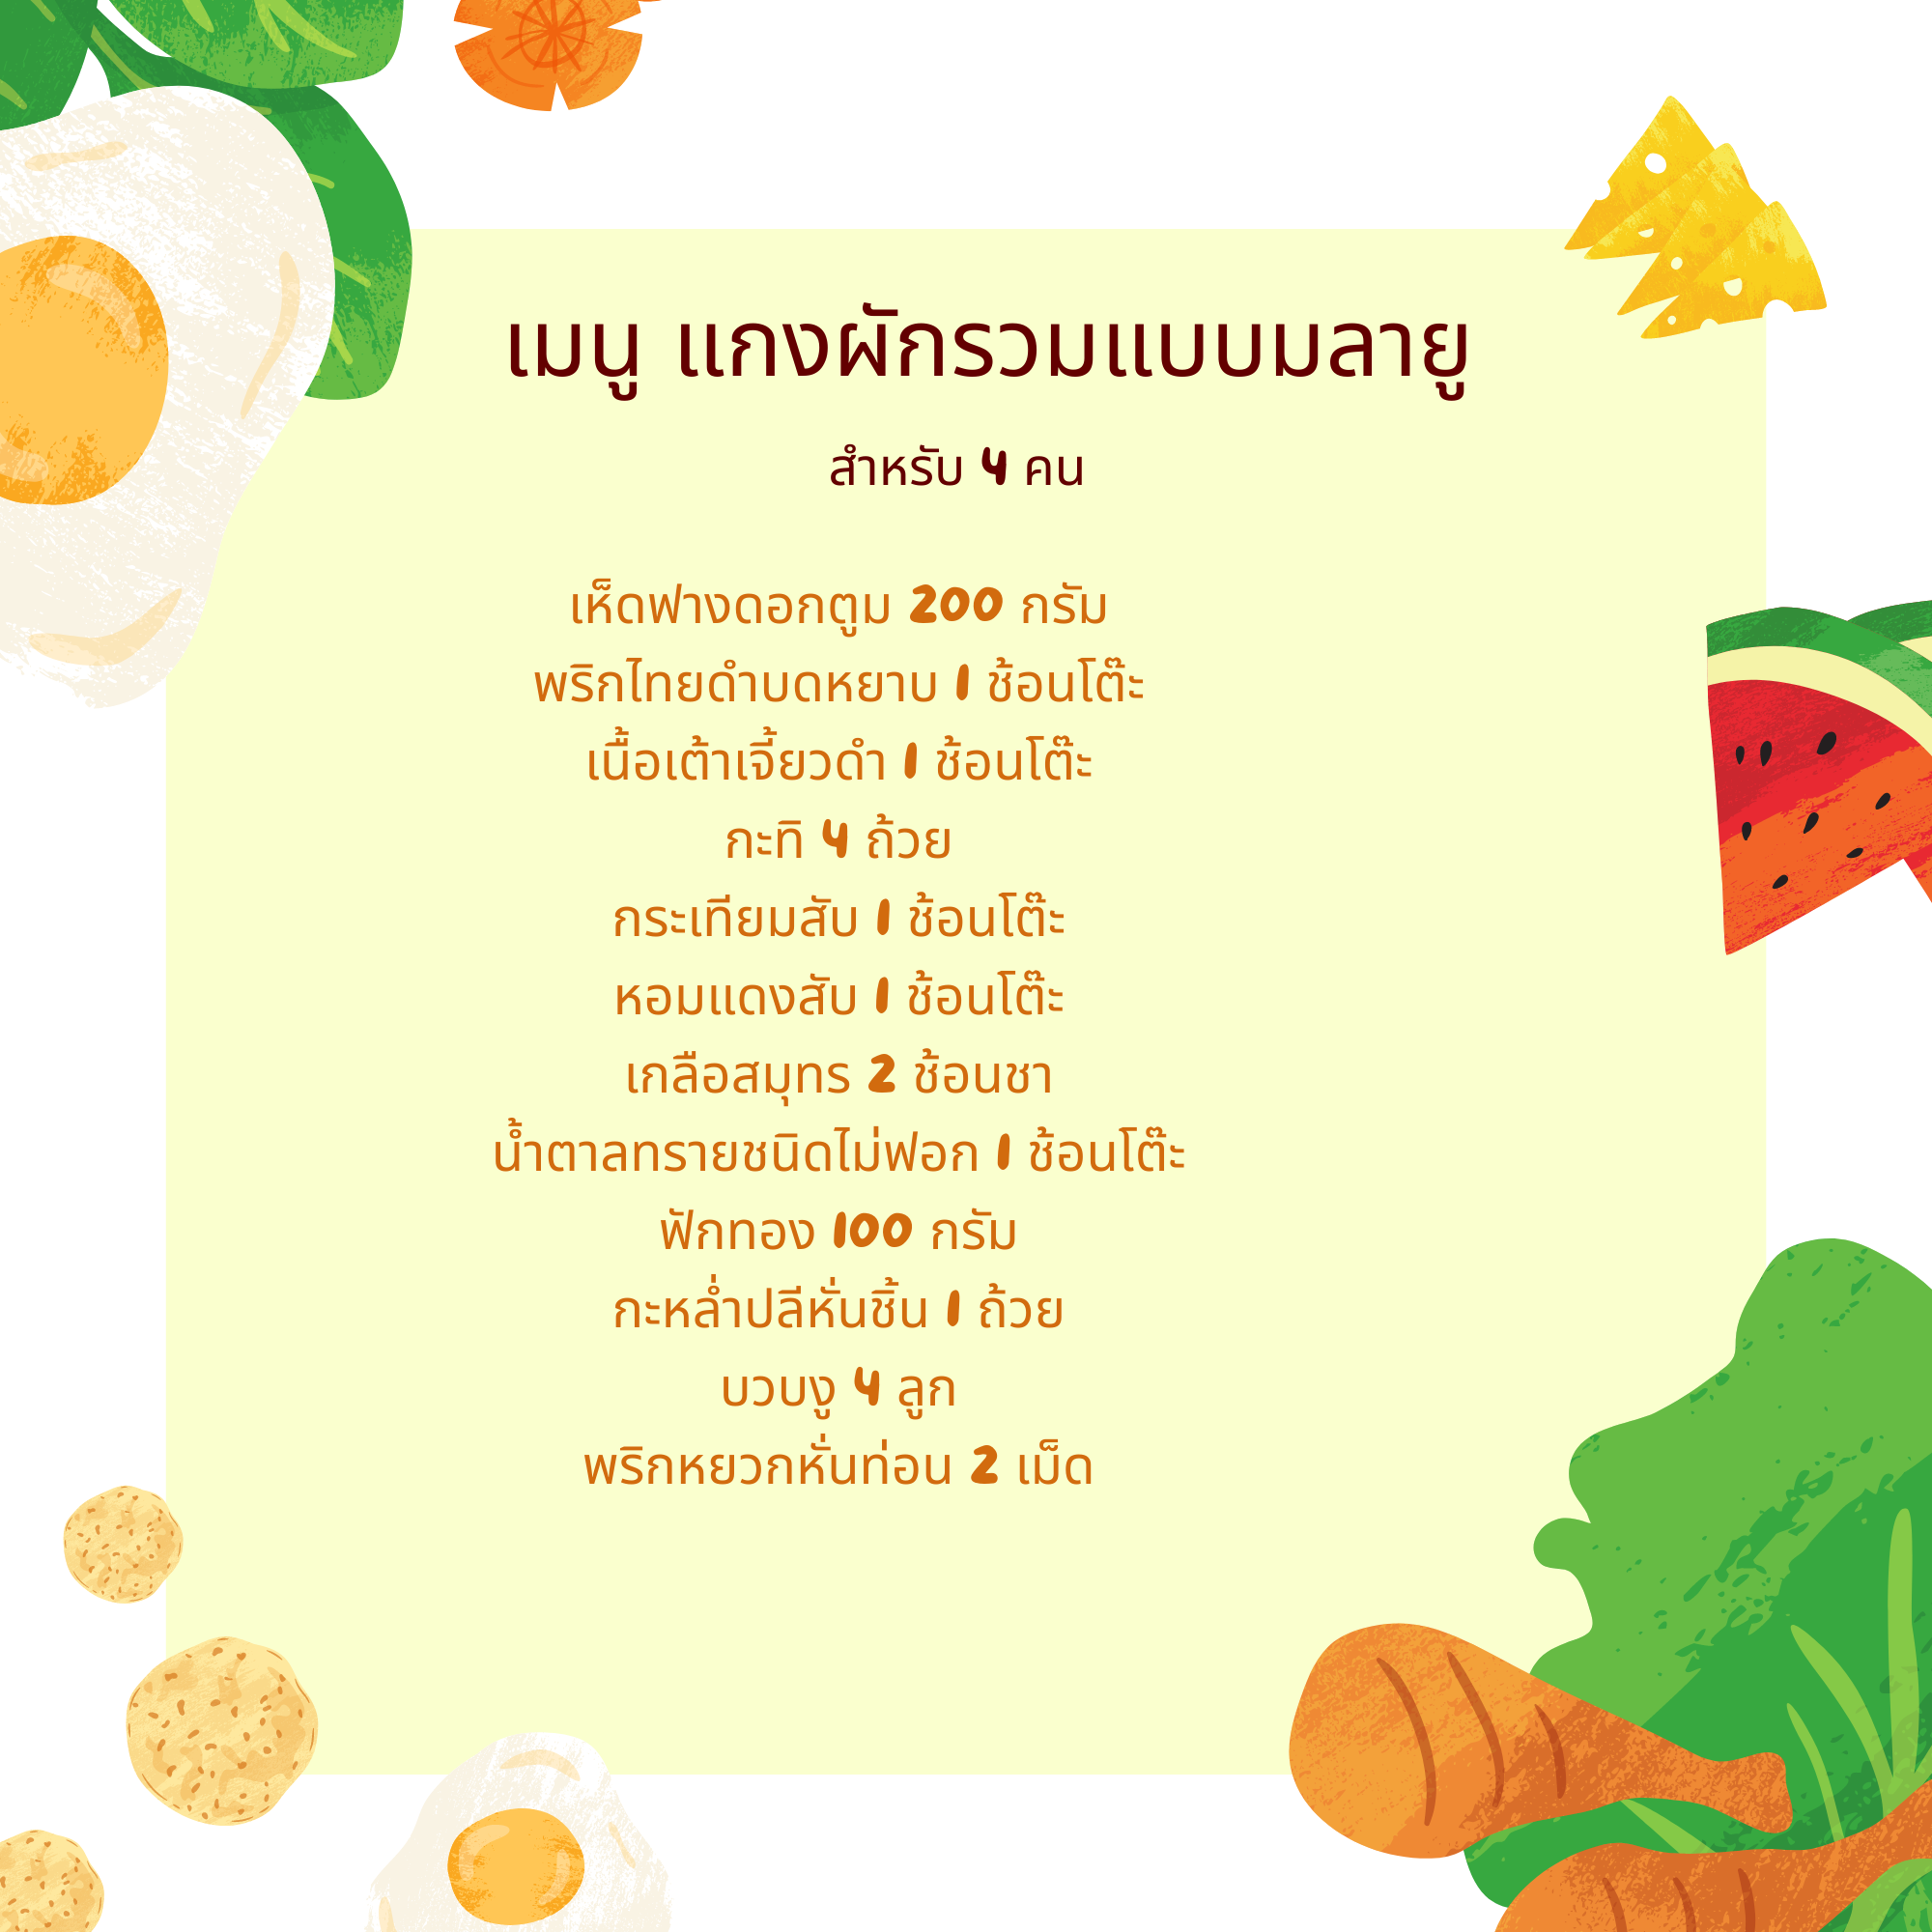 เมนู แกงผักรวมแบบมลายู
สำหรับ 4 คน
เห็ดฟางดอกตูม 200 กรัม
พริกไทยดำบดหยาบ 1 ช้อนโต๊ะ
เนื้อเต้าเจี้ยวดำ 1 ช้อนโต๊ะ
กะทิ 4 ถ้วย
กระเทียมสับ 1 ช้อนโต๊ะ
หอมแดงสับ 1 ช้อนโต๊ะ
เกลือสมุทร 2 ช้อนชา
น้ำตาลทรายชนิดไม่ฟอก 1 ช้อนโต๊ะ
ฟักทอง 100 กรัม
กะหล่ำปลีหั่นชิ้น 1 ถ้วย
บวบงู 4 ลูก
พริกหยวกหั่นท่อน 2 เม็ด